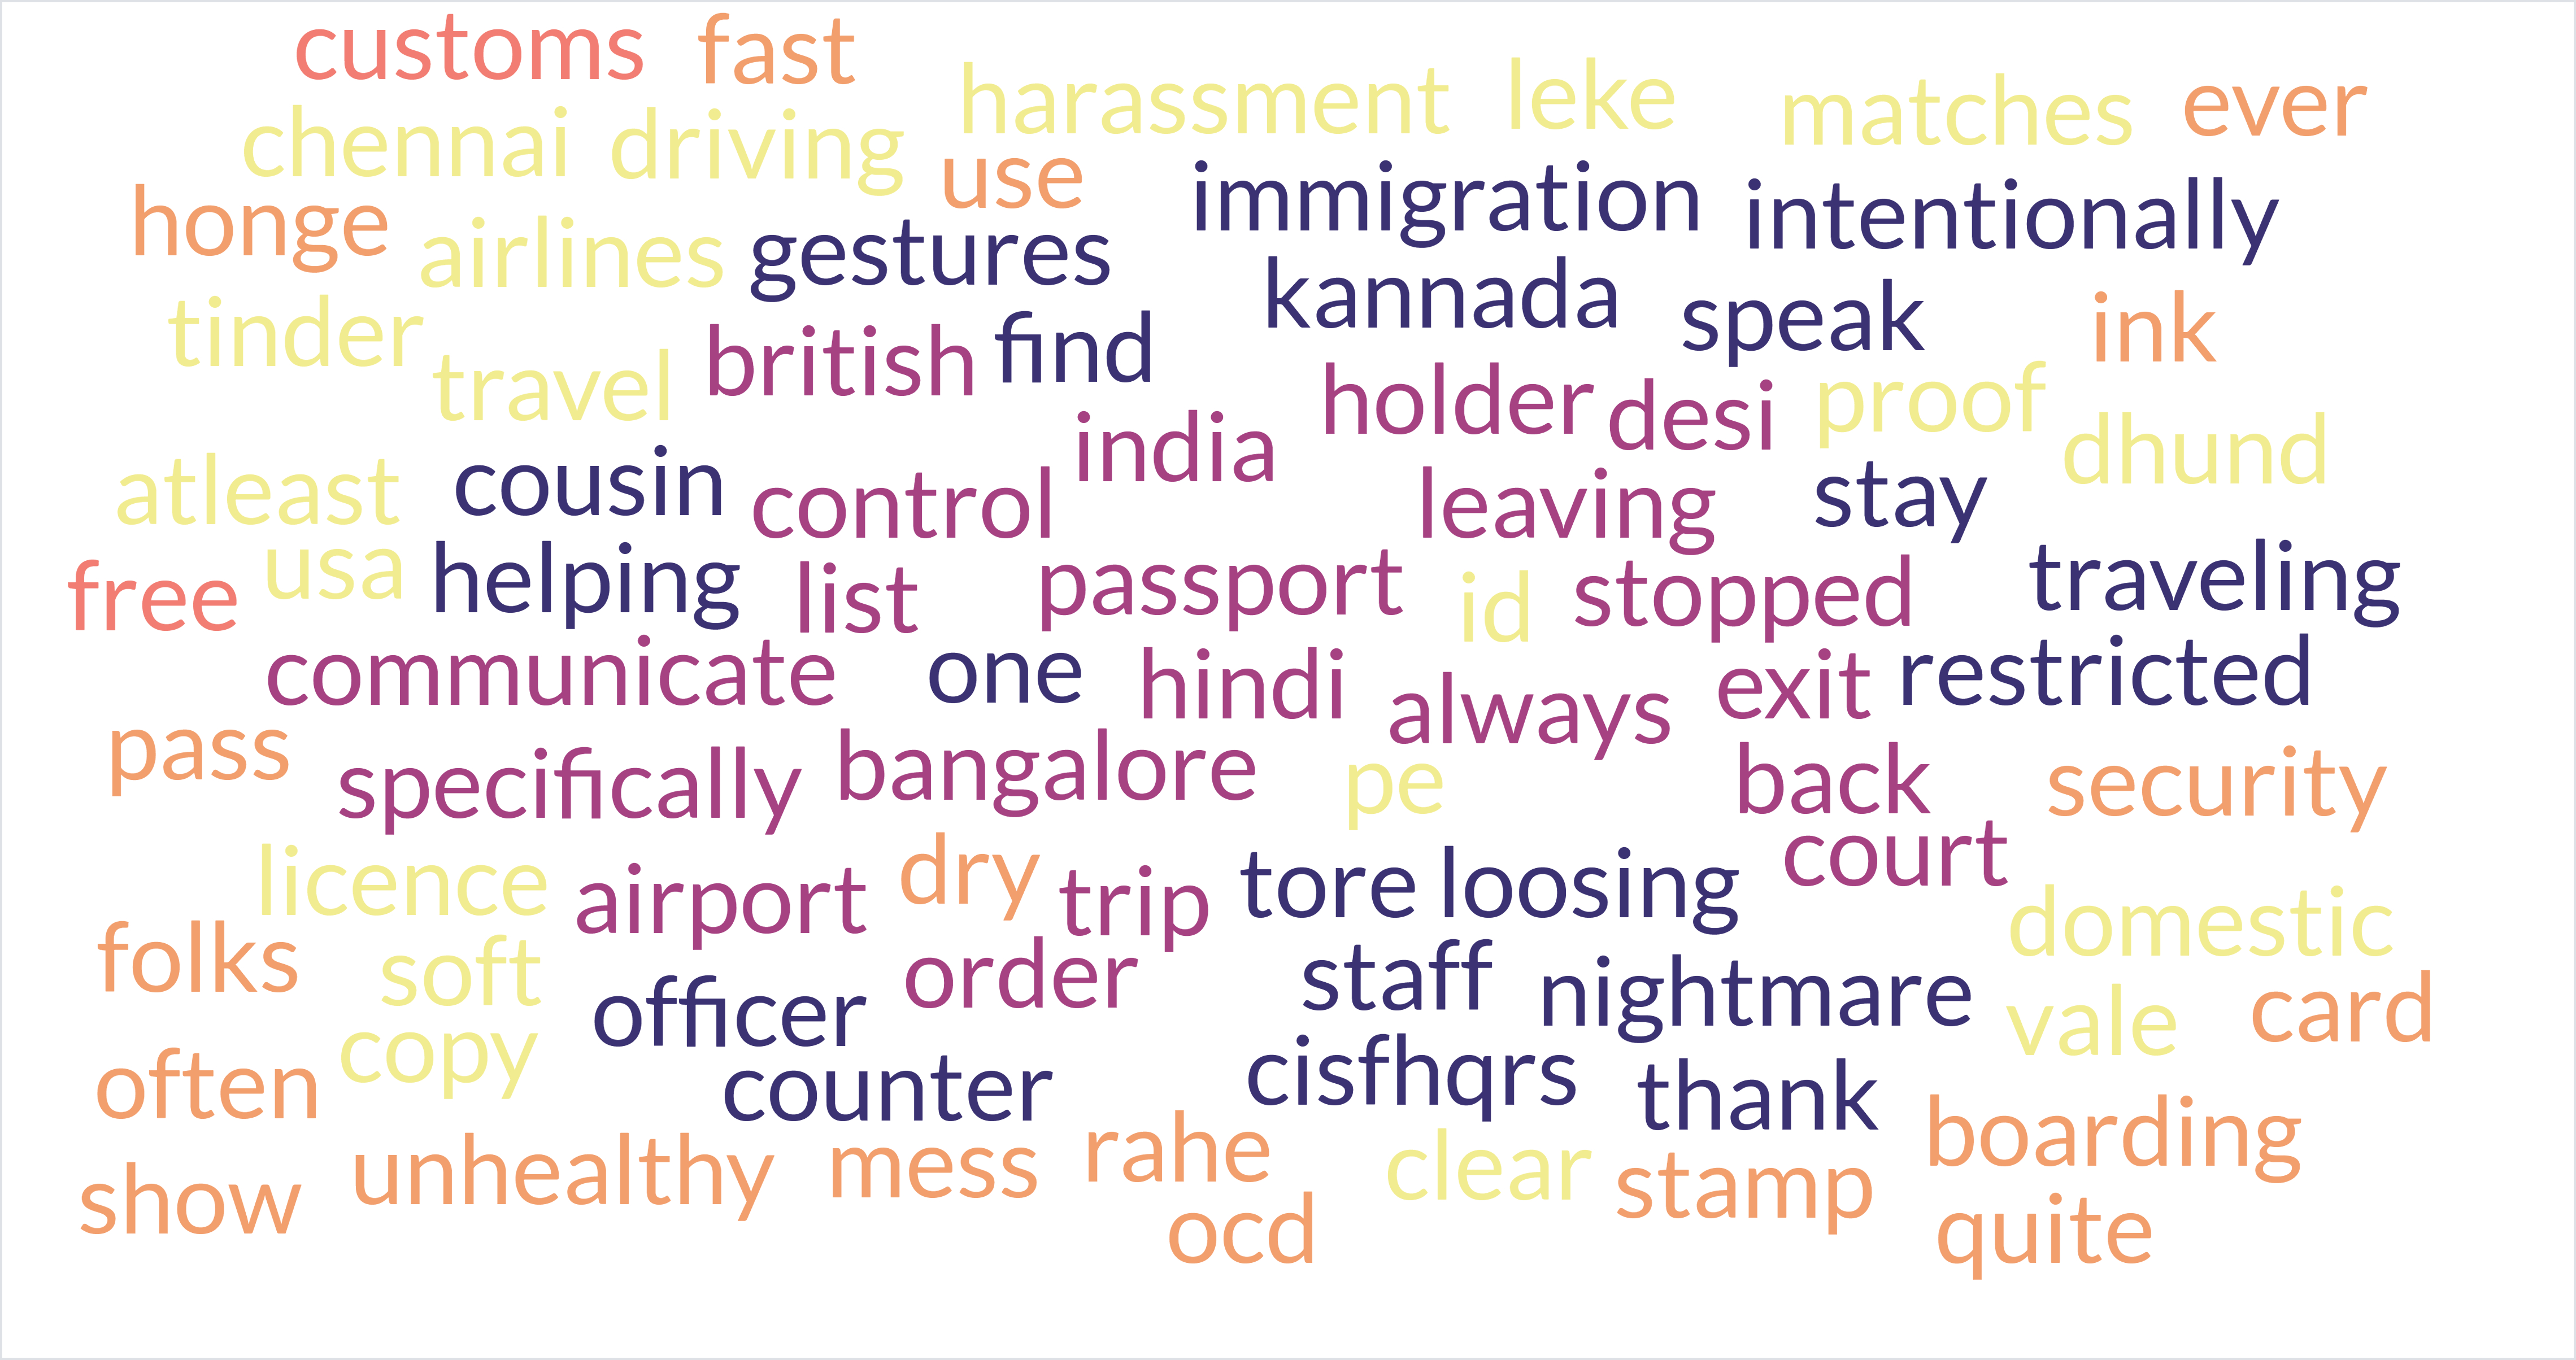 customs fast
harassment leke matches ever
chennai driving use
honge airlines gestures immigration intentionally
tinder travel british find kannada speak ink
india holder desi proof dhund
atleast cousin control leaving stay
free usa helping list passport id stopped traveling
communicate one hindi always exit restricted
pass specifically bangalore pe back security
licence airport dry trip tore loosing court
folks soft officer order staff nightmare domestic
often copy counter cisfhqrs thank vale card
show unhealthy mess rahe clear stamp boarding
ocd quite